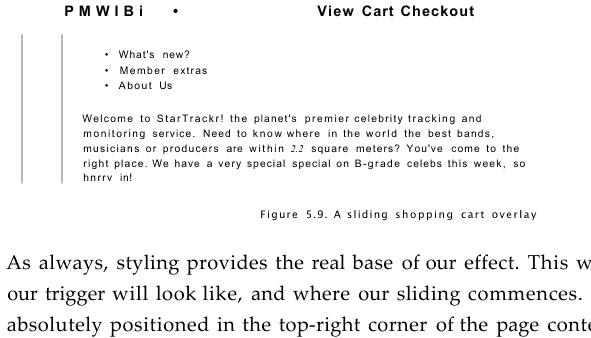 PMWIBi • View Cart Checkout
• What's new?
• Member extras
• About Us
Welcome to StarTrackr! the planet's premier celebrity tracking and
monitoring service. Need to know where in the world the best bands,
musicians or producers are within 2.2 square meters? You've come to the
right place. We have a very special special on B-grade celebs this week, so
hnrrv in!
Figure 5.9. A sliding shopping cart overlay
As always, styling provides the real base of our effect. This w
our trigger will look like, and where our sliding commences.
absolutely positioned in the top-right corner of the page conte